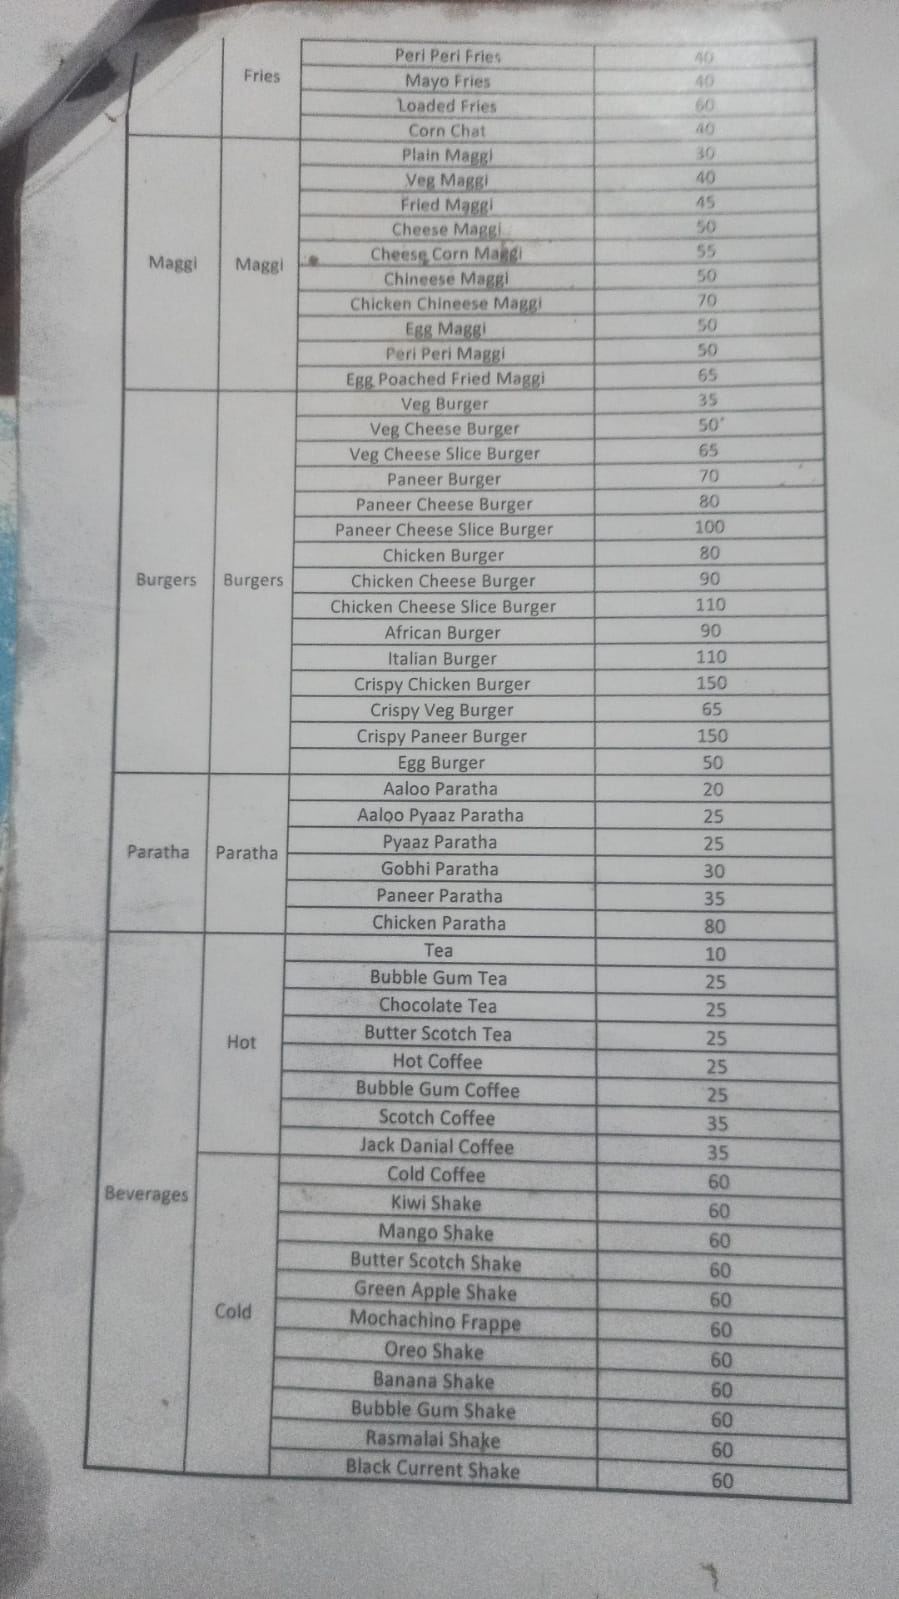 Fries
Peri Peri Fries 40
Mayo Fries 40
Loaded Fries 60
Corn Chat 40
Maggi Maggi
Plain Maggi 30
Veg Maggi 40
Fried Maggi 45
Cheese Maggi 50
Cheese Corn Maggi 55
Chineese Maggi 50
Chicken Chineese Maggi 70
Egg Maggi 50
Peri Peri Maggi 50
Egg Poached Fried Maggi 65
Burgers Burgers
Veg Burger 35
Veg Cheese Burger 50
Veg Cheese Slice Burger 65
Paneer Burger 70
Paneer Cheese Burger 80
Paneer Cheese Slice Burger 100
Chicken Burger 80
Chicken Cheese Burger 90
Chicken Cheese Slice Burger 110
African Burger 90
Italian Burger 110
Crispy Chicken Burger 150
Crispy Veg Burger 65
Crispy Paneer Burger 150
Egg Burger 50
Paratha Paratha
Aaloo Paratha 20
Aaloo Pyaaz Paratha 25
Pyaaz Paratha 25
Gobhi Paratha 30
Paneer Paratha 35
Chicken Paratha 80
Beverages
Hot
Tea 10
Bubble Gum Tea 25
Chocolate Tea 25
Butter Scotch Tea 25
Hot Coffee 25
Bubble Gum Coffee 25
Scotch Coffee 35
Jack Danial Coffee 35
Cold
Cold Coffee 60
Kiwi Shake 60
Mango Shake 60
Butter Scotch Shake 60
Green Apple Shake 60
Mochachino Frappe 60
Oreo Shake 60
Banana Shake 60
Bubble Gum Shake 60
Rasmalai Shake 60
Black Current Shake 60